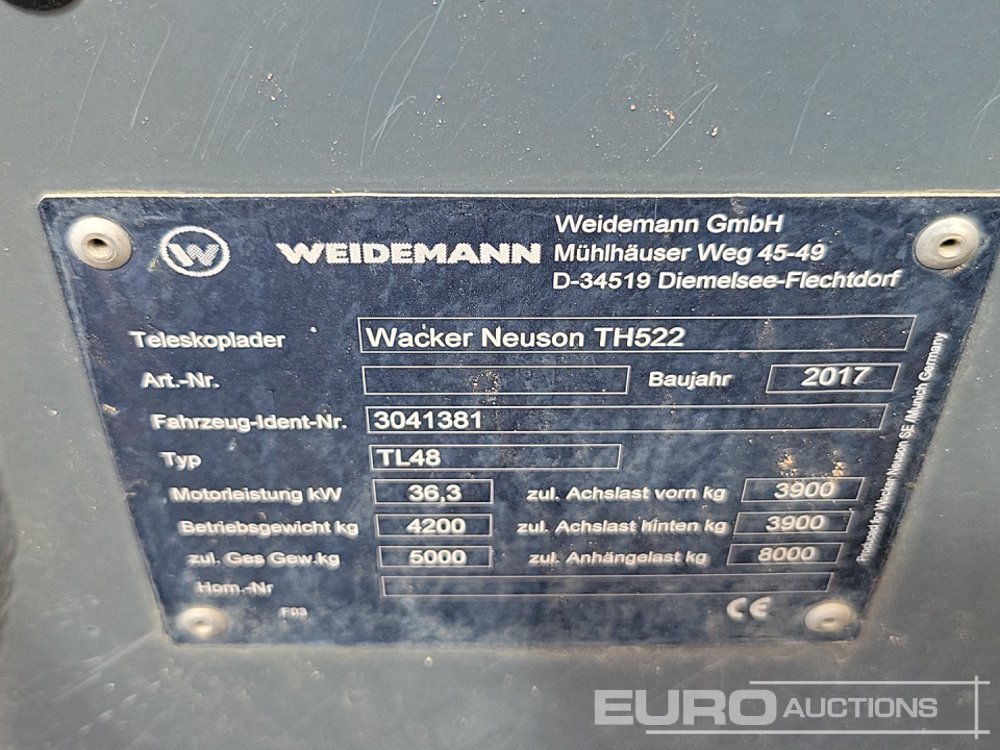 W WEIDEMANN
Weidemann GmbH
Mühlhäuser Weg 45-49
D-34519 Diemelsee-Flechtdorf
Teleskoplader Wacker Neuson TH522
Art.-Nr. Baujahr 2017
Fahrzeug-Ident-Nr. 3041381
Typ TL48
Motorleistung kW 36,3 zul. Achslast vorn kg 3900
Betriebsgewicht kg 4200 zul. Achslast hinten kg 3900
zul. Ges Gew.kg 5000 zul. Anhängelast kg 8000
Hom.-Nr
F03
CE
Produced for Wacker Neuson SE Munich Germany
EURO AUCTIONS